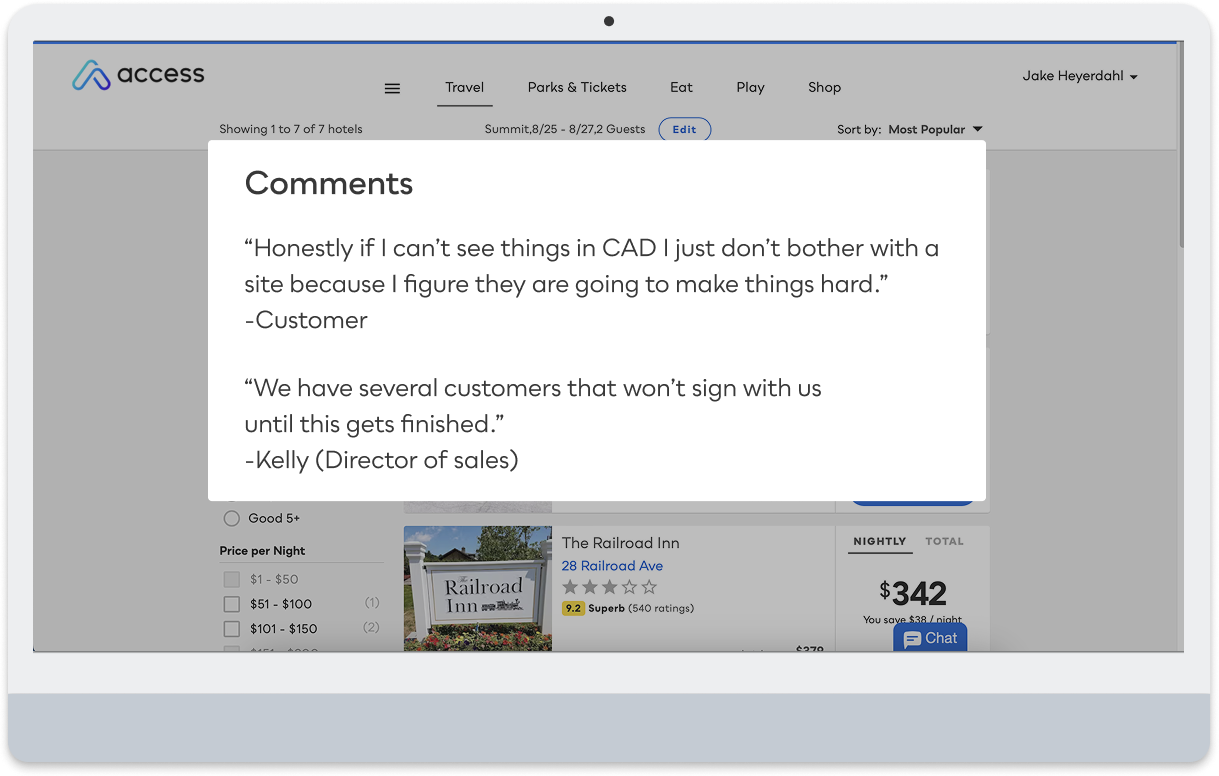 access
Travel
Parks & Tickets
Eat
Play
Shop
Jake Heyerdahl
Showing 1 to 7 of 7 hotels
Summit,8/25 - 8/27,2 Guests
Edit
Sort by: Most Popular
Comments
“Honestly if I can’t see things in CAD I just don’t bother with a
site because I figure they are going to make things hard.”
-Customer
“We have several customers that won’t sign with us
until this gets finished.”
-Kelly (Director of sales)
Good 5+
Price per Night
$1 - $50
$51 - $100 (1)
$101 - $150 (2)
The Railroad Inn
28 Railroad Ave
9.2 Superb (540 ratings)
The
Railroad
Inn
NIGHTLY TOTAL
$342
You save $38 / night
$379
Chat